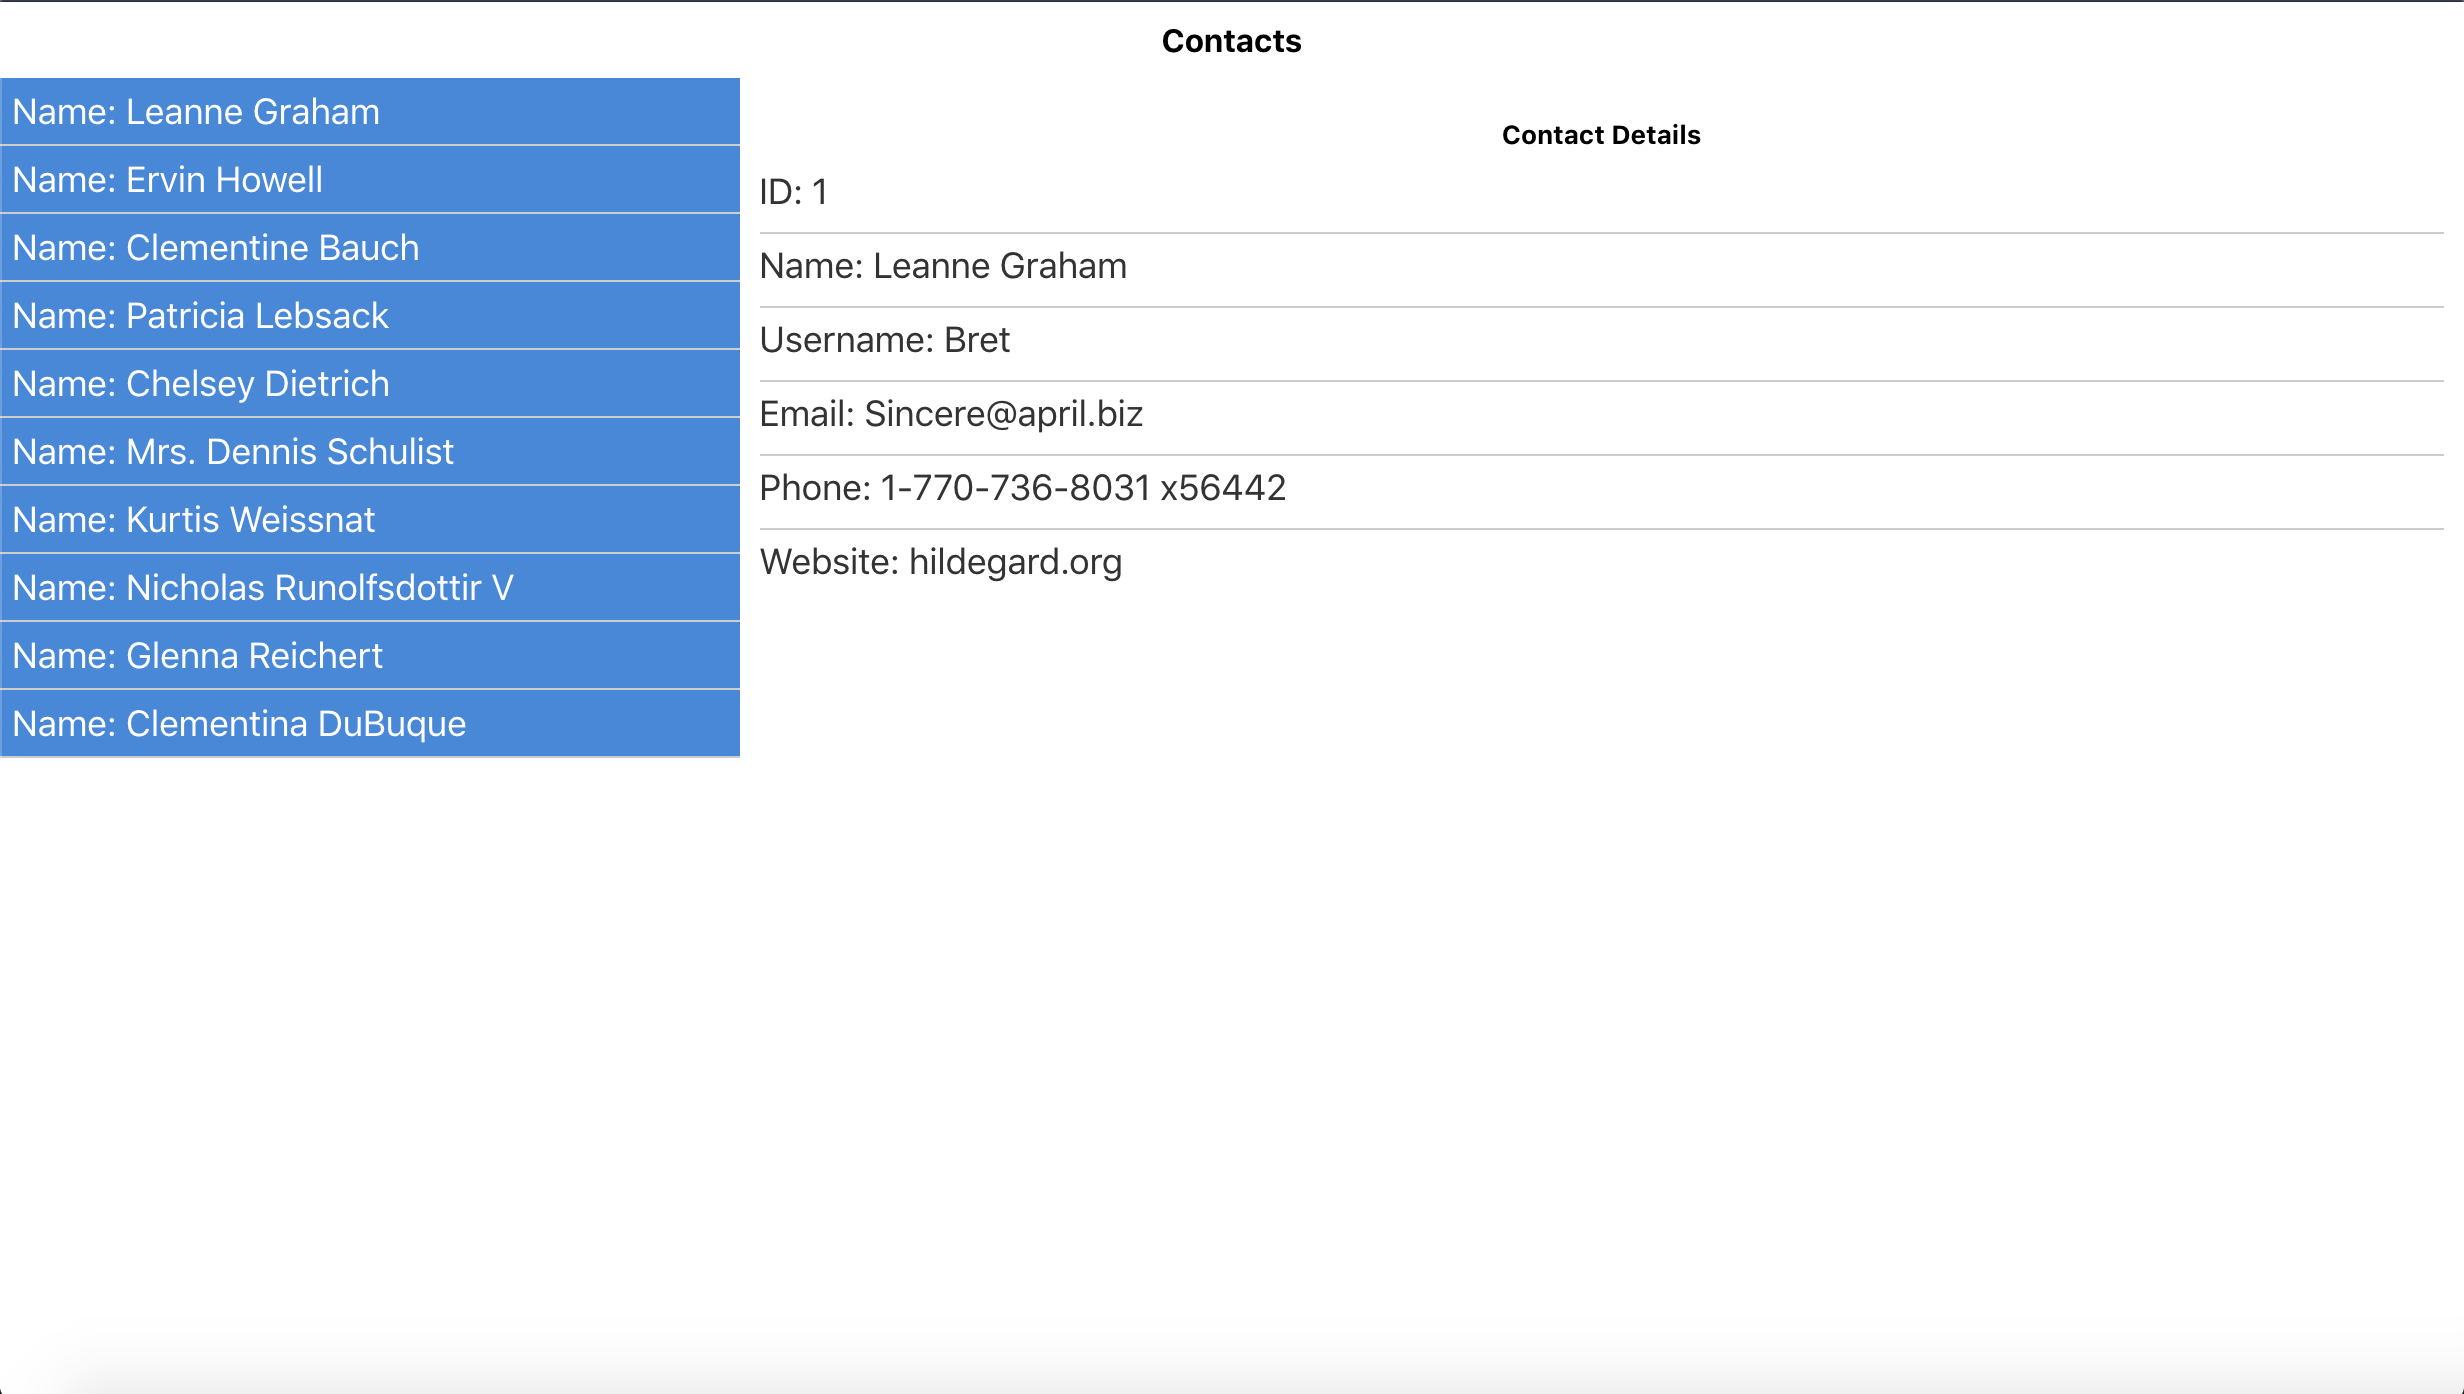 Contacts
Name: Leanne Graham
Name: Ervin Howell
Name: Clementine Bauch
Name: Patricia Lebsack
Name: Chelsey Dietrich
Name: Mrs. Dennis Schulist
Name: Kurtis Weissnat
Name: Nicholas Runolfsdottir V
Name: Glenna Reichert
Name: Clementina DuBuque
Contact Details
ID: 1
Name: Leanne Graham
Username: Bret
Email: Sincere@april.biz
Phone: 1-770-736-8031 x56442
Website: hildegard.org